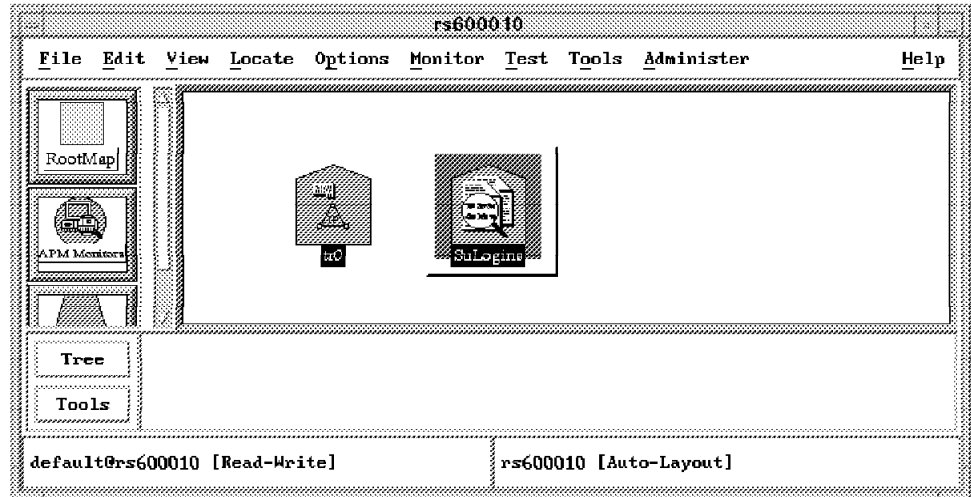 rs600010
File Edit View Locate Options Monitor Test Tools Administer Help
RootMap
APM Monitors
tr0
SuLogins
Tree
Tools
default@rs600010 [Read-Write]
rs600010 [Auto-Layout]